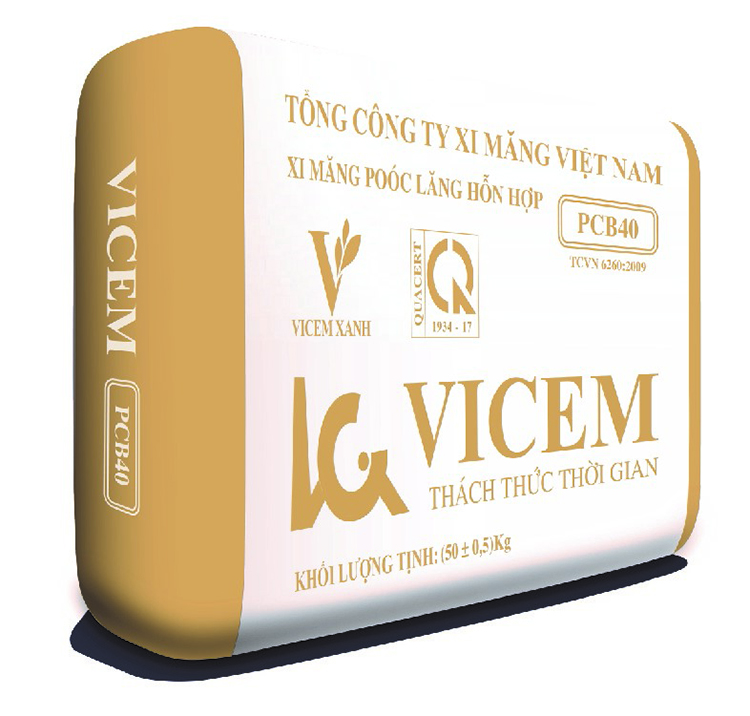 TỔNG CÔNG TY XI MĂNG VIỆT NAM
XI MĂNG POÓC LĂNG HỖN HỢP
PCB40
TCVN 6260:2009
VICEM XANH
QUACERT
1934 - 17
VICEM
THÁCH THỨC THỜI GIAN
KHỐI LƯỢNG TỊNH: (50 ± 0,5)Kg
VICEM
PCB40